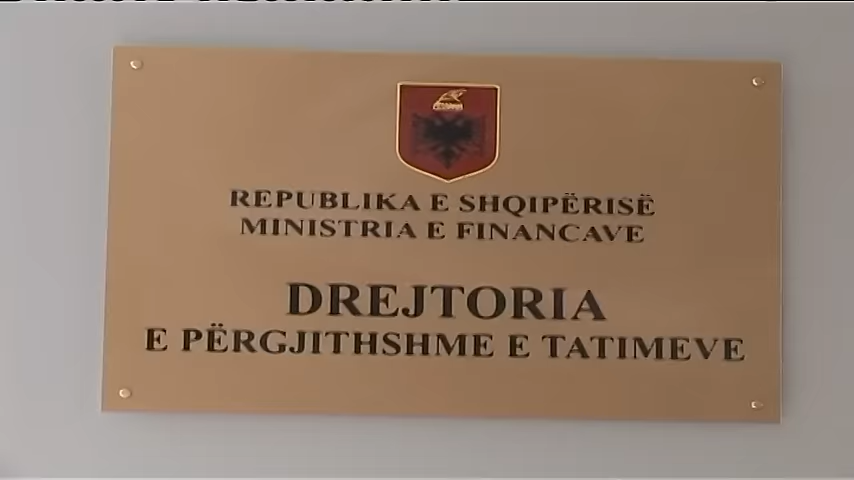 REPUBLIKA E SHQIPËRISË
MINISTRIA E FINANCAVE
DREJTORIA
E PËRGJITHSHME E TATIMEVE